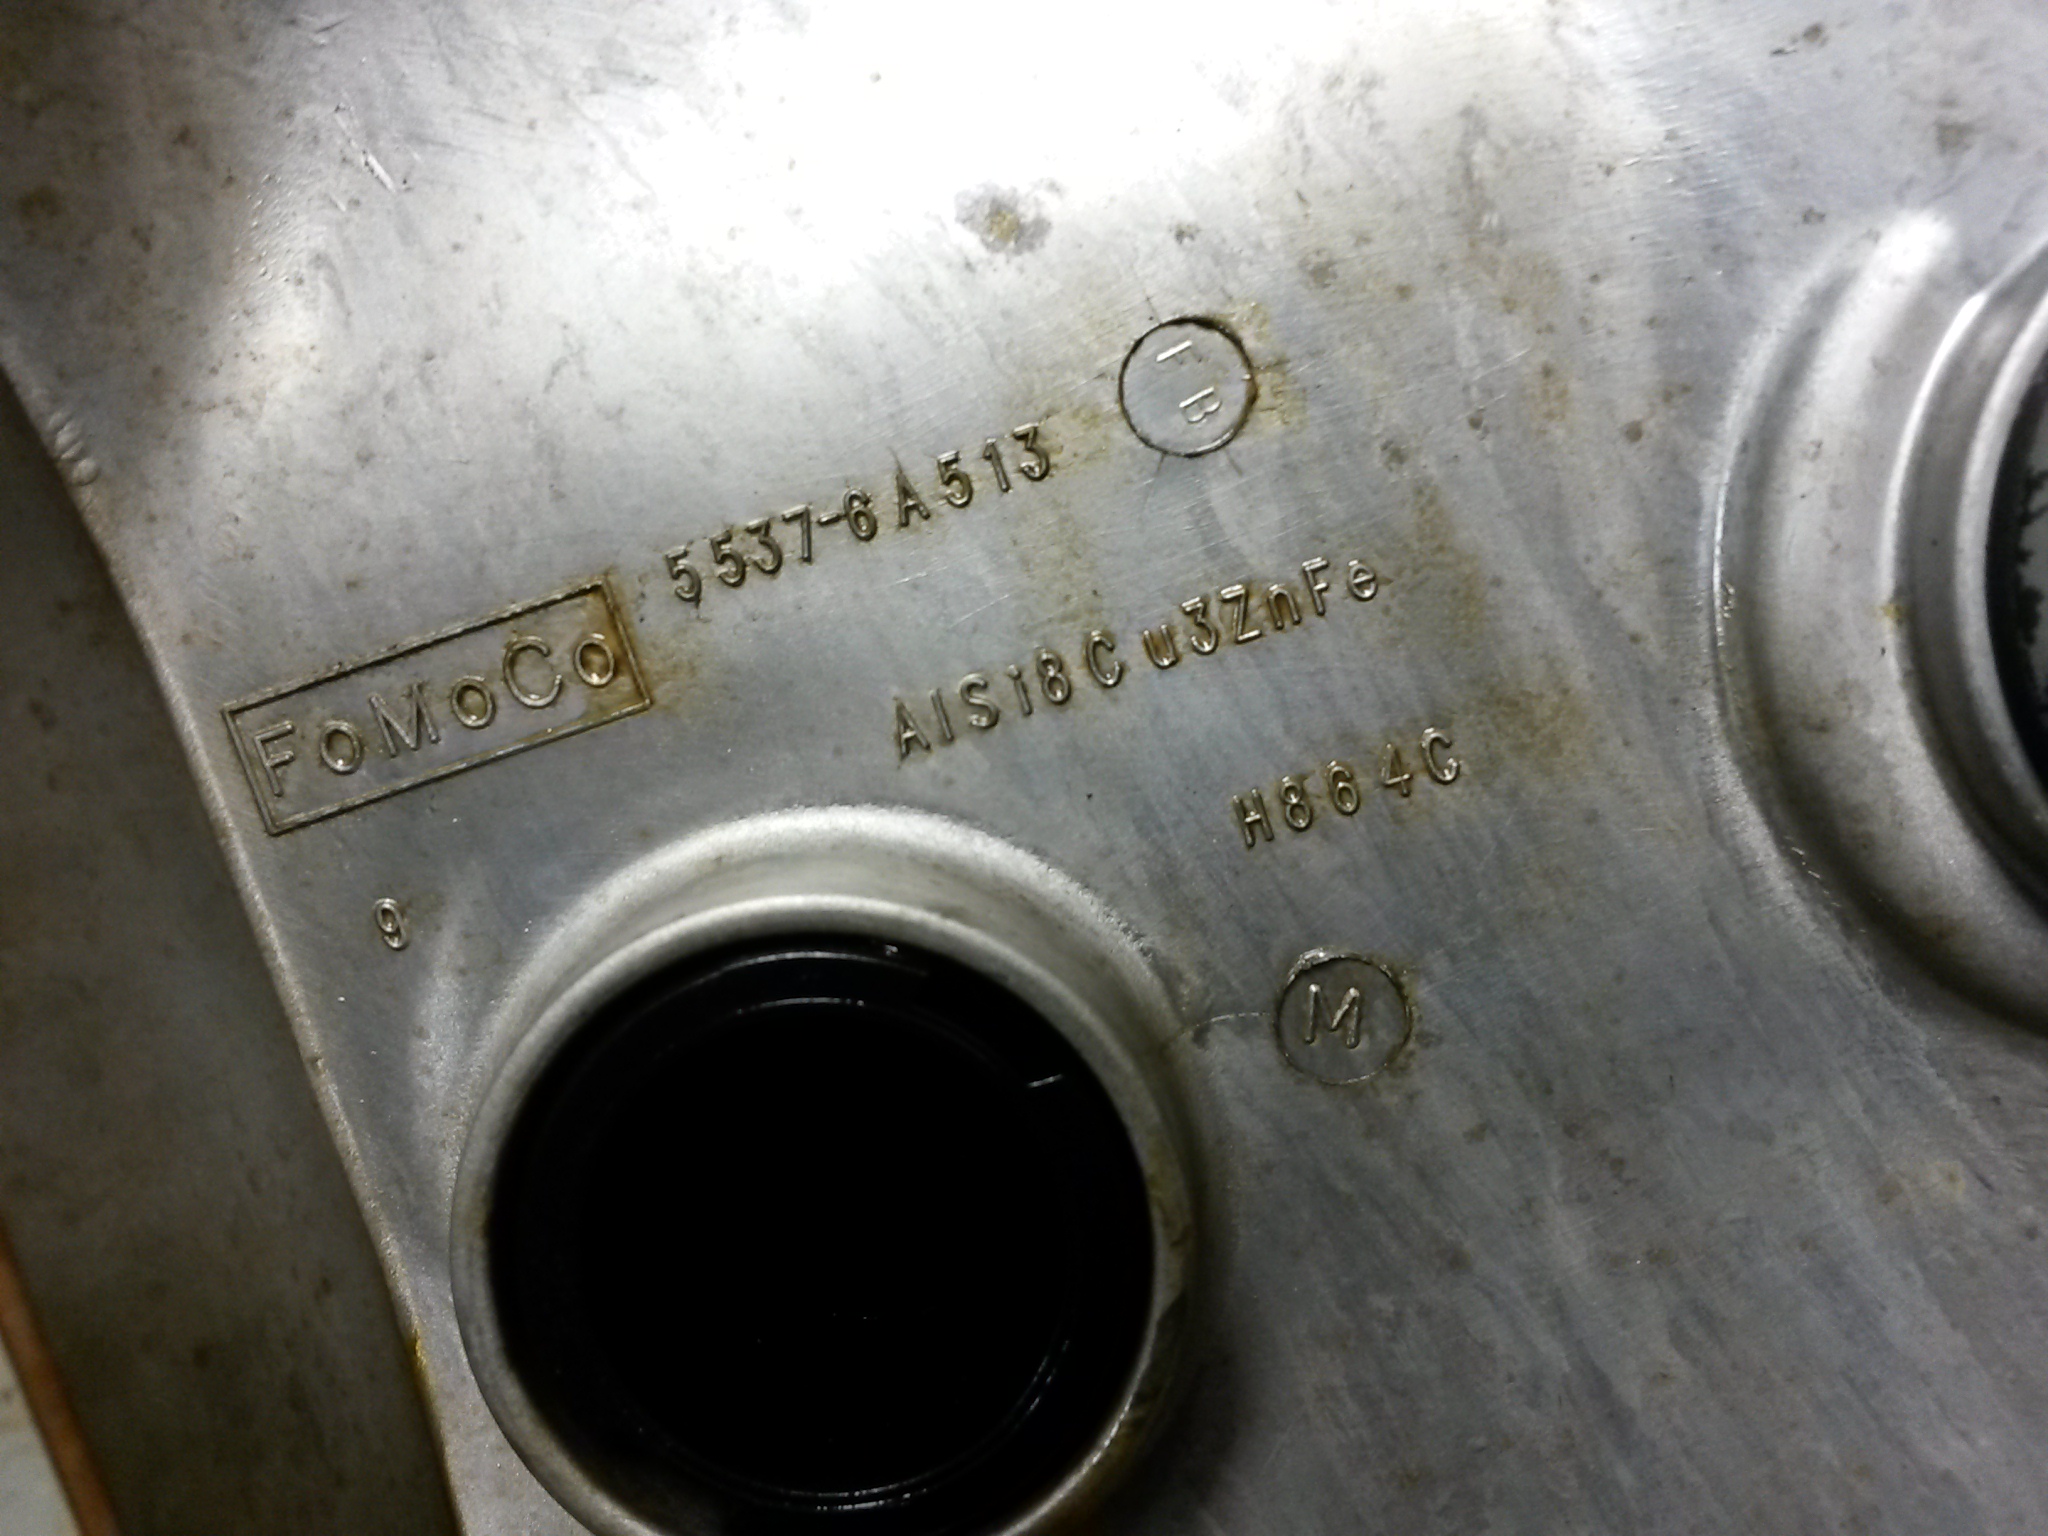 FB
FoMoCo 5537-6A513
AlSi8Cu3ZnFe
H864C
9
M